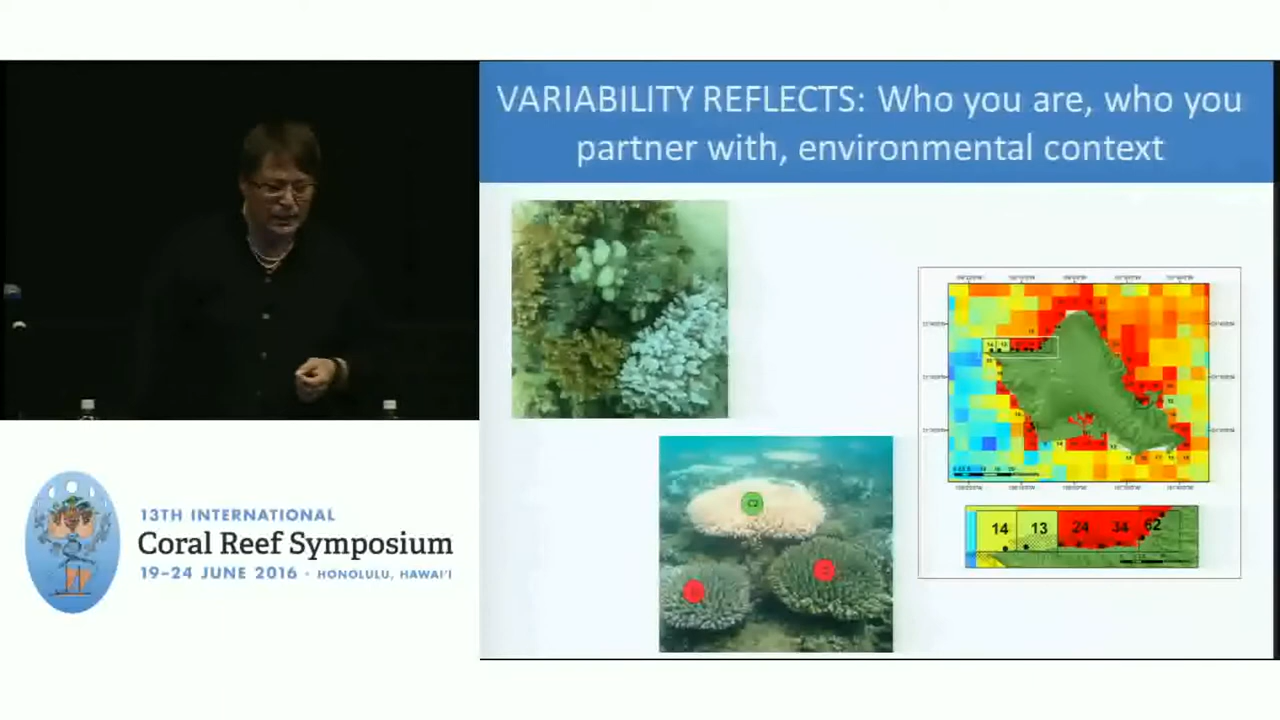 VARIABILITY REFLECTS: Who you are, who you
partner with, environmental context
C2
14 13 24 34 62
13TH INTERNATIONAL
Coral Reef Symposium
19–24 JUNE 2016 • HONOLULU, HAWAI‘I